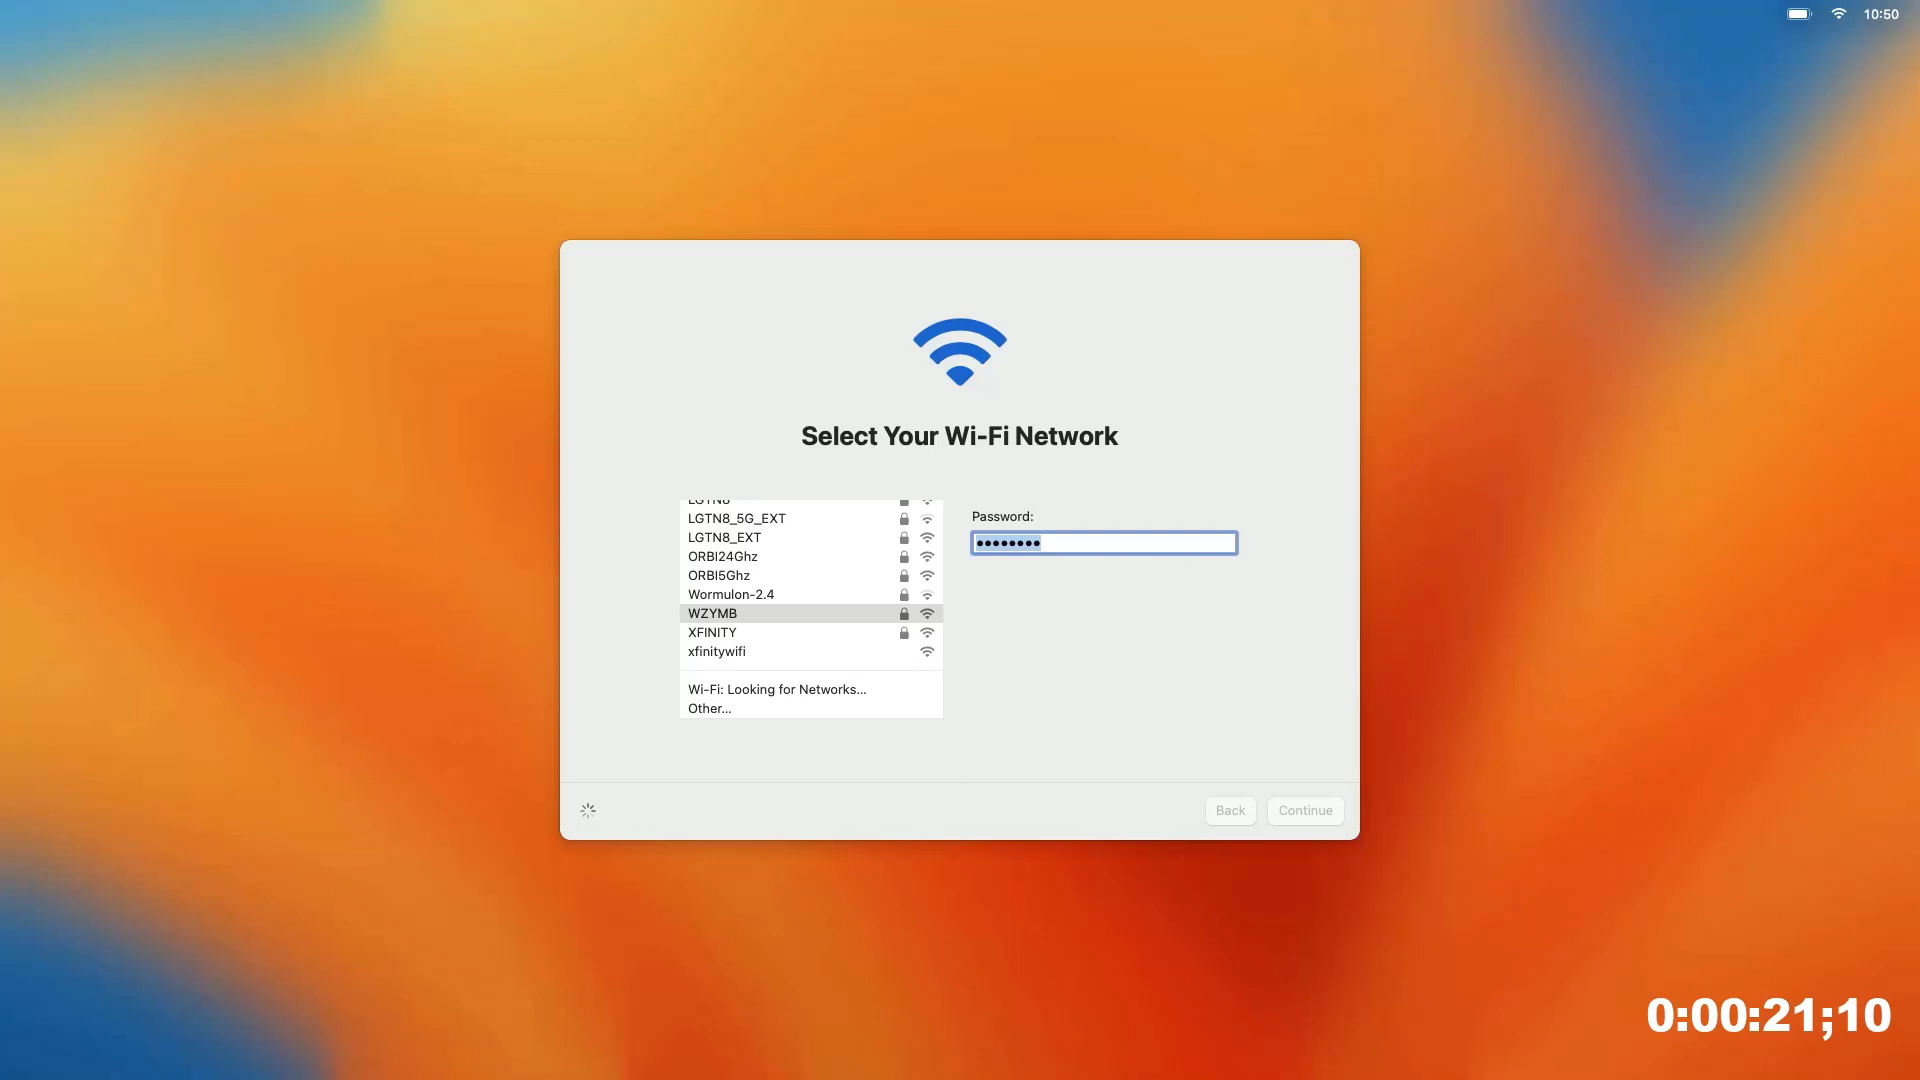 10:50
Select Your Wi-Fi Network
LGTN8
LGTN8_5G_EXT
LGTN8_EXT
ORBI24Ghz
ORBI5Ghz
Wormulon-2.4
WZYMB
XFINITY
xfinitywifi
Wi-Fi: Looking for Networks...
Other...
Password:
••••••••
Back
Continue
0:00:21;10